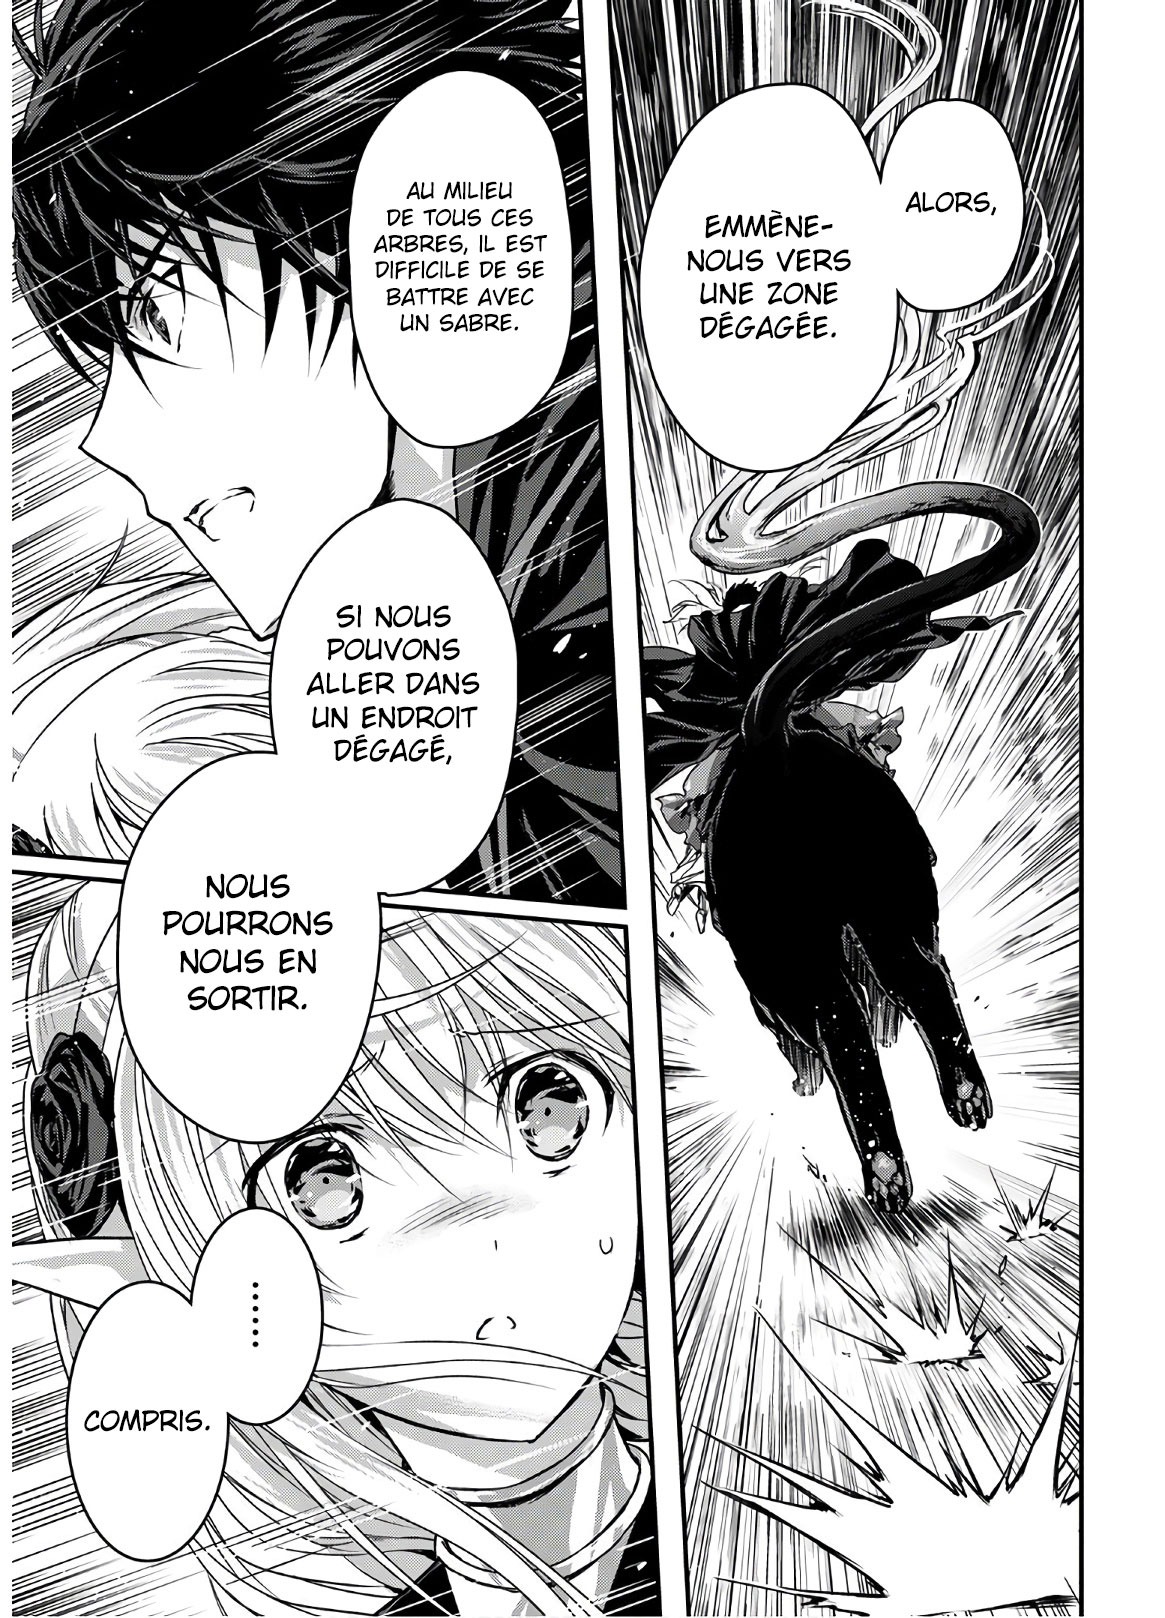 ALORS,
EMMÈNE-
NOUS VERS
UNE ZONE
DÉGAGÉE.
AU MILIEU
DE TOUS CES
ARBRES, IL EST
DIFFICILE DE SE
BATTRE AVEC
UN SABRE.
SI NOUS
POUVONS
ALLER DANS
UN ENDROIT
DÉGAGÉ,
NOUS
POURRONS
NOUS EN
SORTIR.
......
COMPRIS.